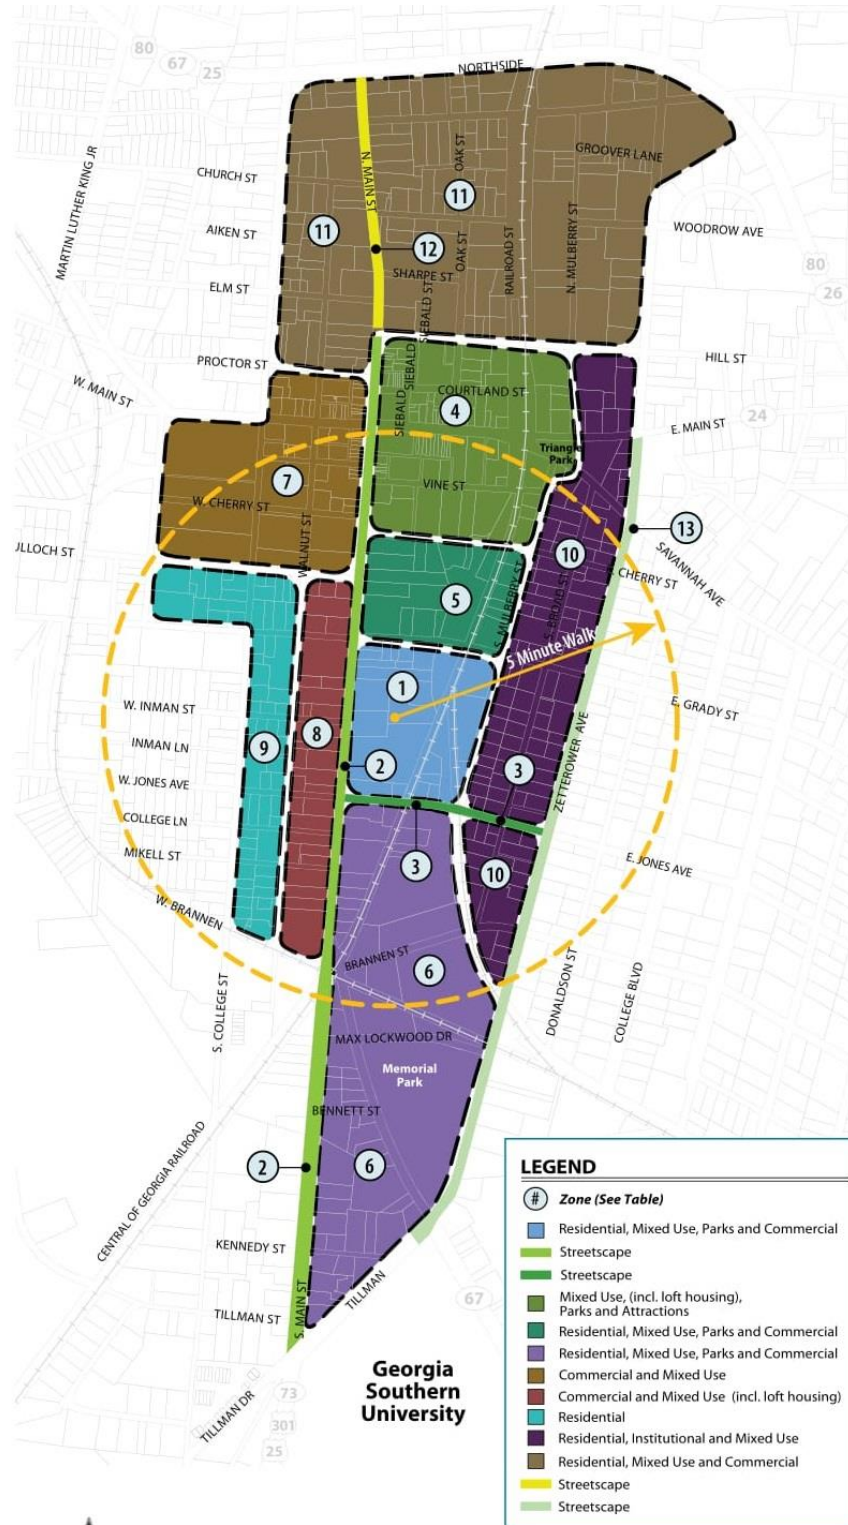 NORTHSIDE
80
67
25
MARTIN LUTHER KING JR
CHURCH ST
N. MAIN ST
OAK ST
GROOVER LANE
11
11
AIKEN ST
12
OAK ST
RAILROAD ST
N. MULBERRY ST
WOODROW AVE
SHARPE ST
80
26
ELM ST
SIEBALD ST
PROCTOR ST
SIEBALD
HILL ST
W. MAIN ST
COURTLAND ST
SIEBALD
4
24
E. MAIN ST
Triangle
Park
7
VINE ST
W. CHERRY ST
13
WALNUT ST
ULLOCH ST
10
SAVANNAH AVE
CHERRY ST
5
S. MULBERRY ST
S. BROAD ST
5 Minute Walk
1
W. INMAN ST
E. GRADY ST
INMAN LN
9
8
2
3
ZETTEROWER AVE
W. JONES AVE
COLLEGE LN
MIKELL ST
3
10
E. JONES AVE
W. BRANNEN
BRANNEN ST
6
S. COLLEGE ST
DONALDSON ST
COLLEGE BLVD
MAX LOCKWOOD DR
Memorial
Park
BENNETT ST
CENTRAL OF GEORGIA RAILROAD
2
6
KENNEDY ST
S. MAIN ST
TILLMAN
TILLMAN ST
67
Georgia
Southern
University
TILLMAN DR
73
301
25
LEGEND
# Zone (See Table)
Residential, Mixed Use, Parks and Commercial
Streetscape
Streetscape
Mixed Use, (incl. loft housing),
Parks and Attractions
Residential, Mixed Use, Parks and Commercial
Residential, Mixed Use, Parks and Commercial
Commercial and Mixed Use
Commercial and Mixed Use (incl. loft housing)
Residential
Residential, Institutional and Mixed Use
Residential, Mixed Use and Commercial
Streetscape
Streetscape